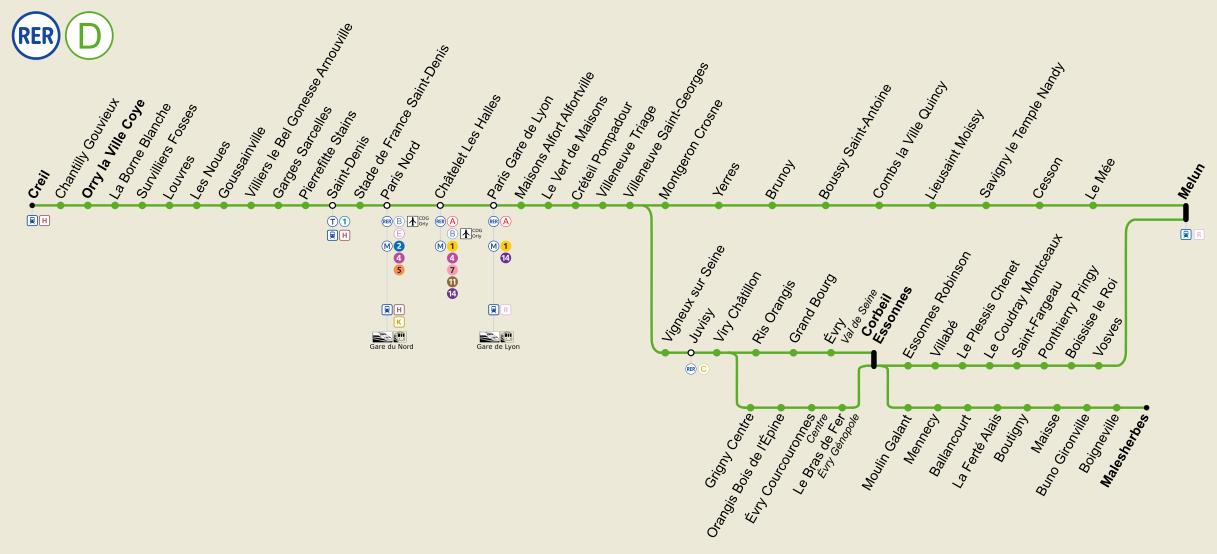 RER D
Creil
Chantilly Gouvieux
Orry la Ville Coye
La Borne Blanche
Survilliers Fosses
Louvres
Les Noues
Goussainville
Villiers le Bel Gonesse Arnouville
Garges Sarcelles
Pierrefitte Stains
Saint-Denis
Stade de France Saint-Denis
Paris Nord
Châtelet Les Halles
Paris Gare de Lyon
Maisons Alfort Alfortville
Le Vert de Maisons
Créteil Pompadour
Villeneuve Triage
Villeneuve Saint-Georges
Montgeron Crosne
Yerres
Brunoy
Boussy Saint-Antoine
Combs la Ville Quincy
Lieusaint Moissy
Savigny le Temple Nandy
Cesson
Le Mée
Melun
H
T 1
H
RER B
CDG
Orly
E
M 2
4
5
H
K
Gare du Nord
RER A
B
CDG
Orly
M 1
4
7
11
14
RER A
M 1
14
R
Gare de Lyon
R
Vigneux sur Seine
Juvisy
Viry Châtillon
Ris Orangis
Grand Bourg
Évry
Val de Seine
Corbeil
Essonnes
RER C
Essonnes Robinson
Villabé
Le Plessis Chenet
Le Coudray Montceaux
Saint-Fargeau
Ponthierry Pringy
Boissise le Roi
Vosves
Grigny Centre
Orangis Bois de l'Épine
Évry Courcouronnes
Centre
Le Bras de Fer
Évry Génopole
Moulin Galant
Mennecy
Ballancourt
La Ferté Alais
Boutigny
Maisse
Buno Gironville
Boigneville
Malesherbes